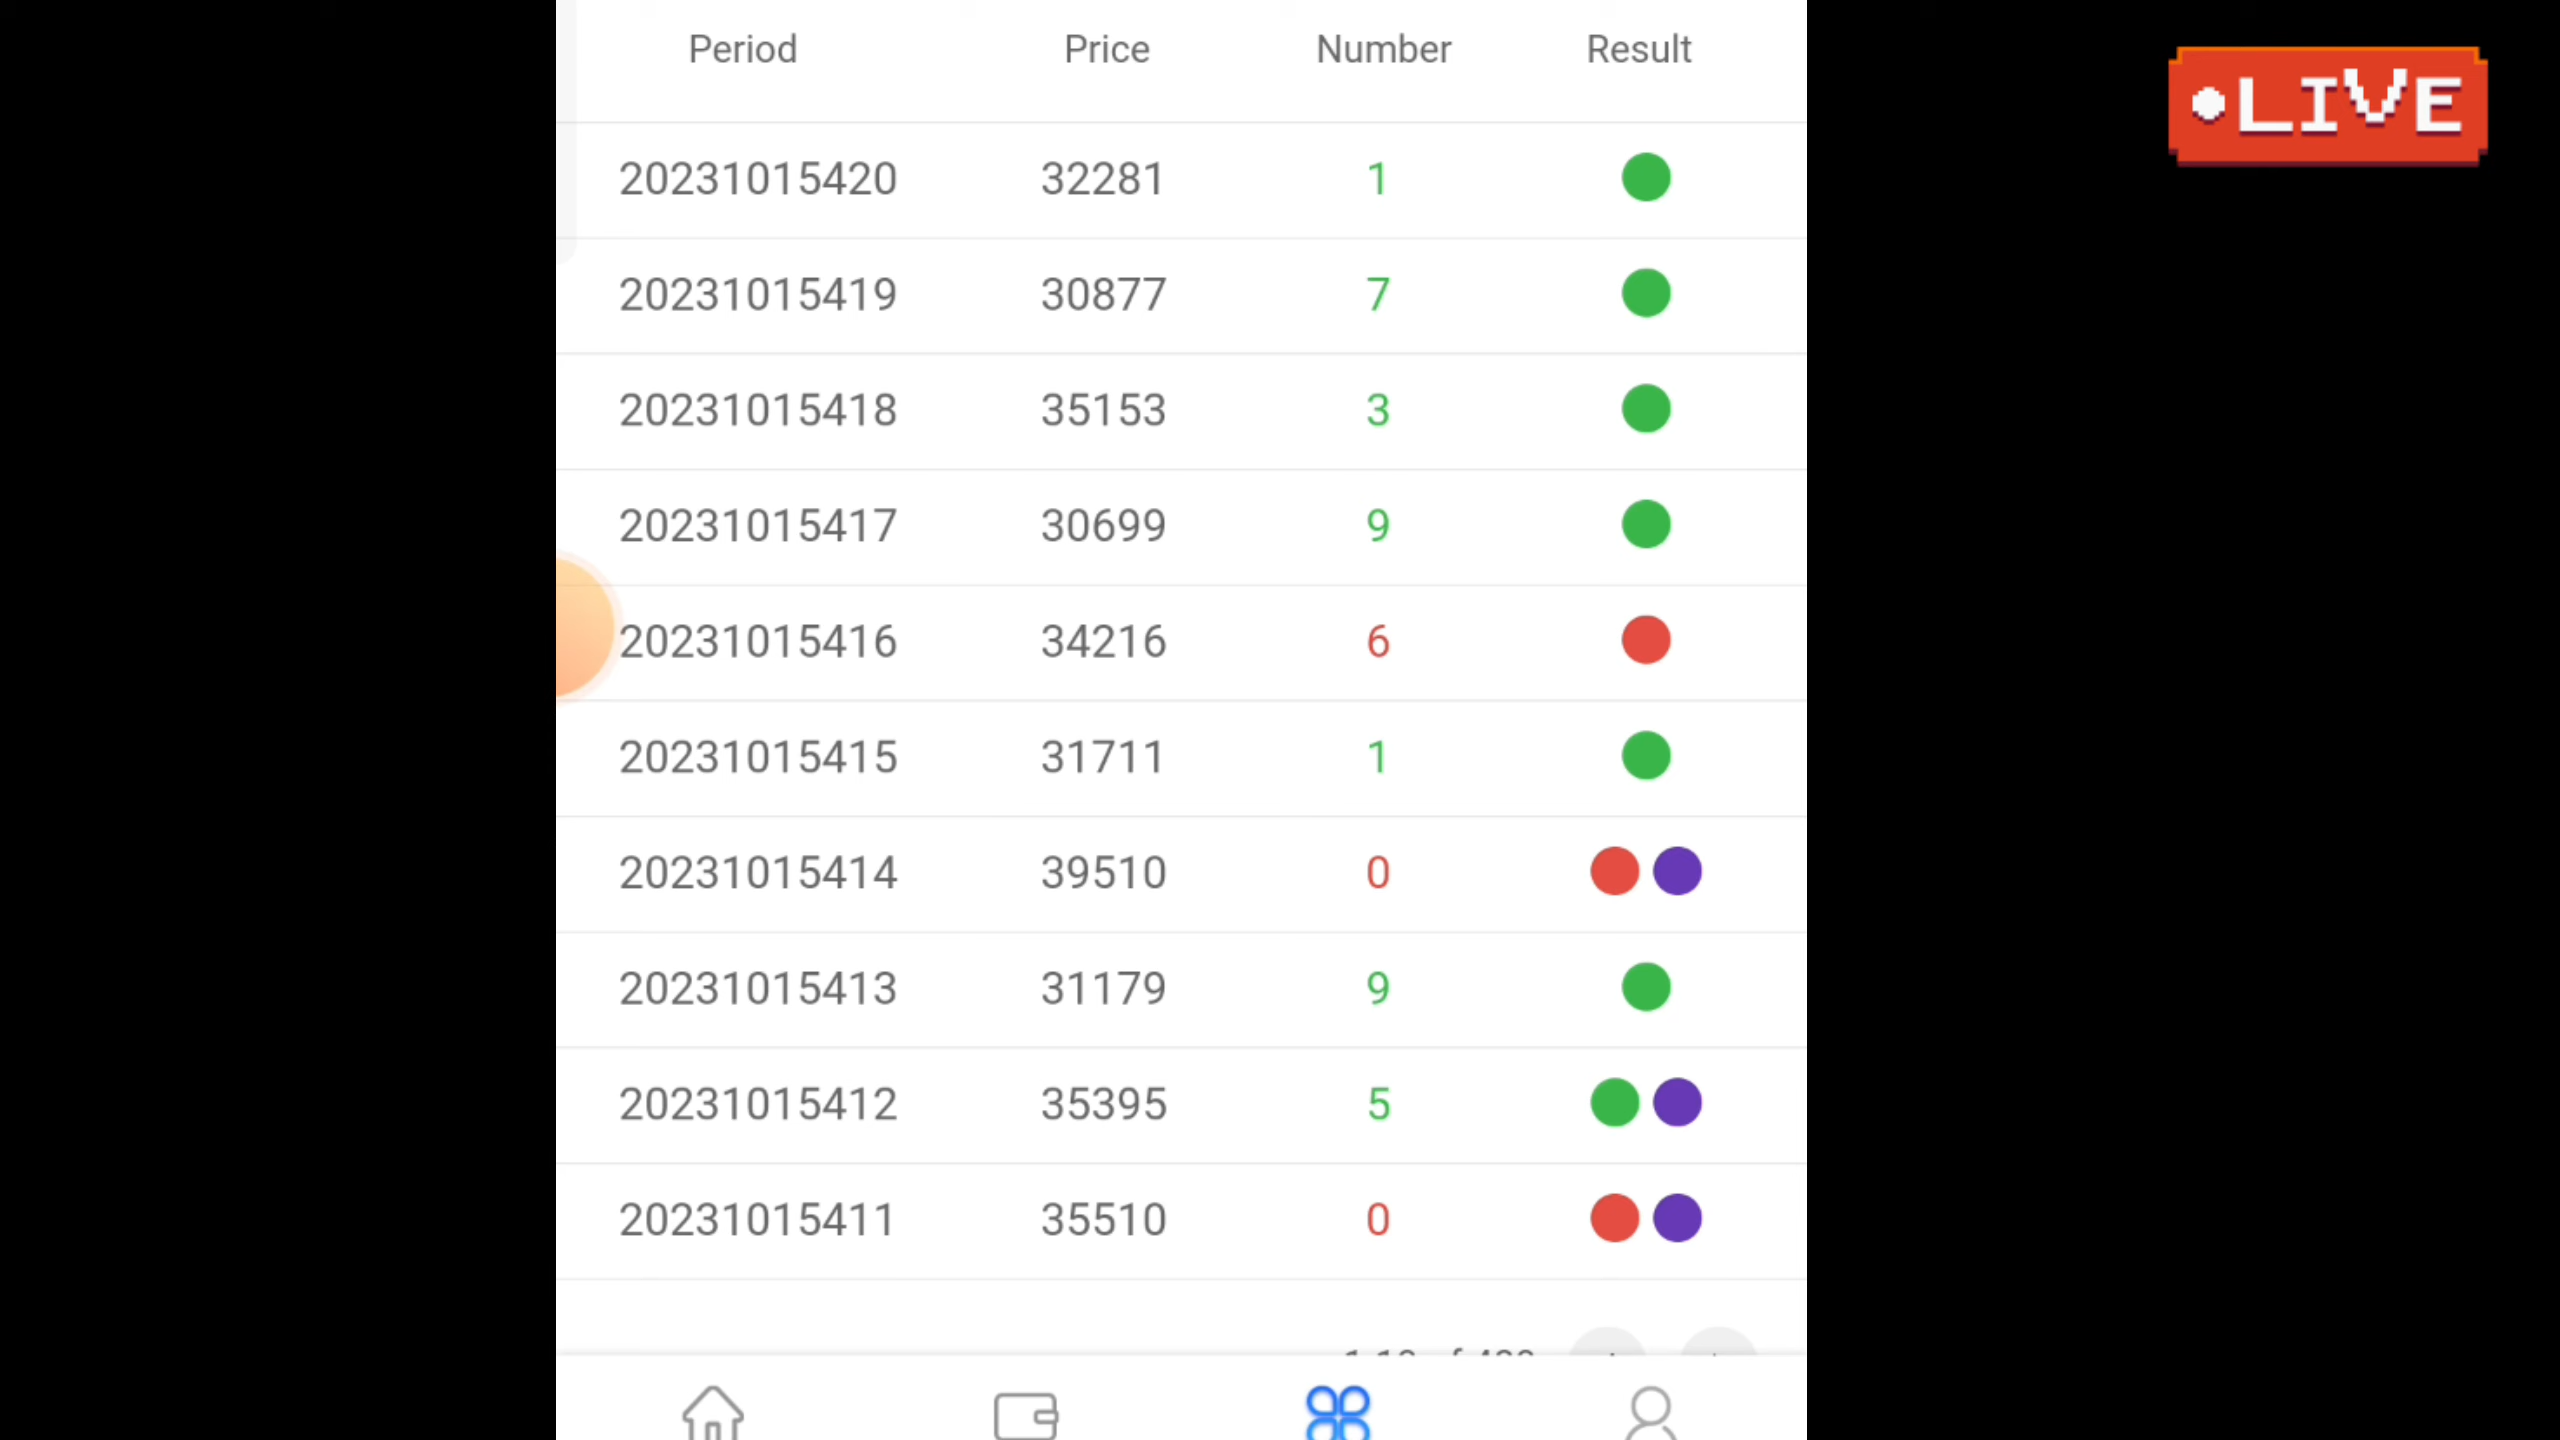 LIVE
Period Price Number Result
20231015420 32281 1
20231015419 30877 7
20231015418 35153 3
20231015417 30699 9
20231015416 34216 6
20231015415 31711 1
20231015414 39510 0
20231015413 31179 9
20231015412 35395 5
20231015411 35510 0